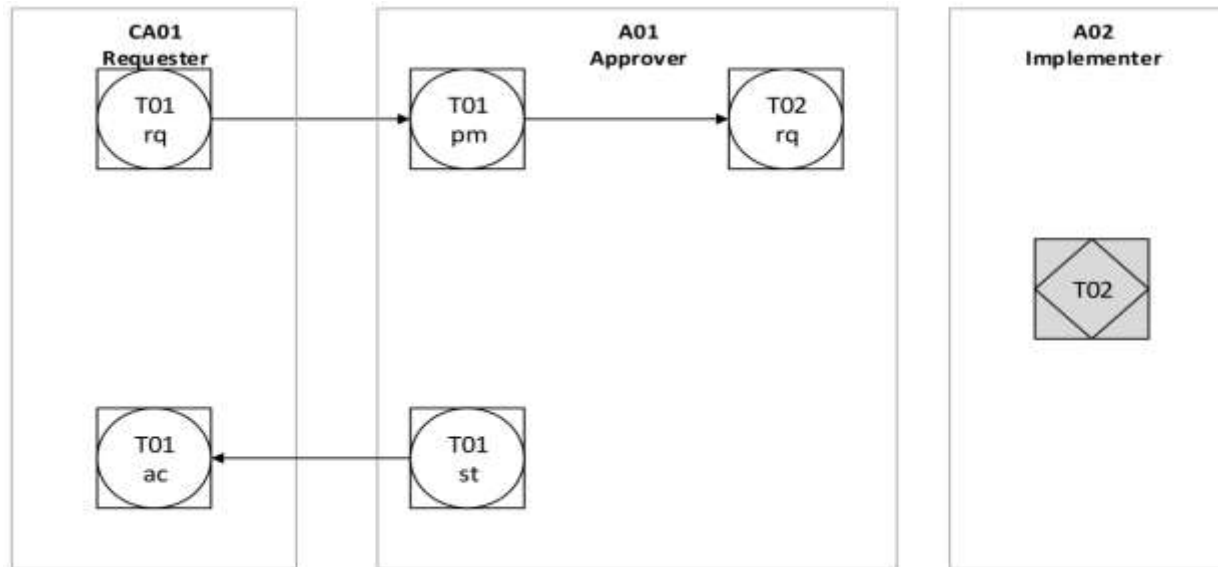 CA01
Requester
A01
Approver
A02
Implementer
T01
rq
T01
pm
T02
rq
T02
T01
ac
T01
st